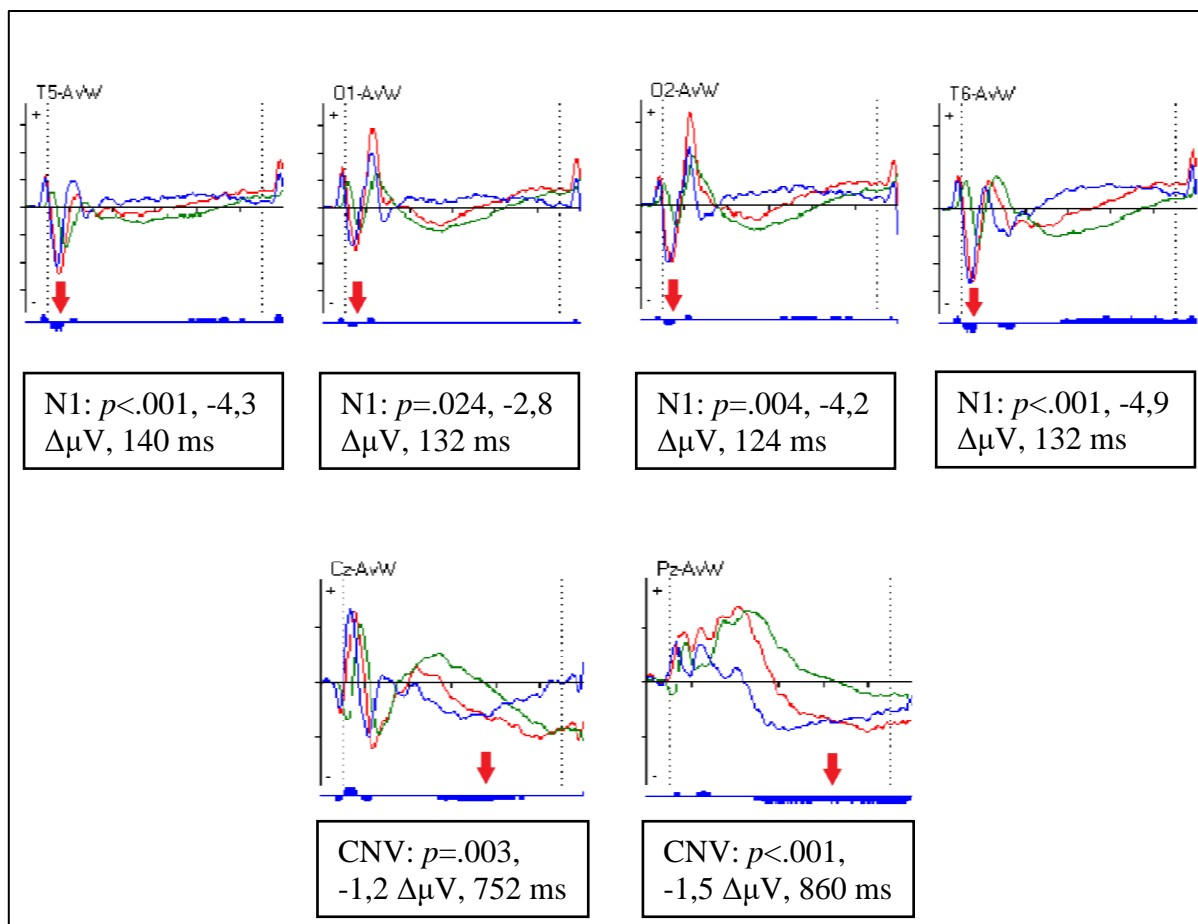 T5-AvW
O1-AvW
O2-AvW
T6-AvW
+
+
+
+
-
-
-
-
N1: p<.001, -4,3
ΔµV, 140 ms
N1: p=.024, -2,8
ΔµV, 132 ms
N1: p=.004, -4,2
ΔµV, 124 ms
N1: p<.001, -4,9
ΔµV, 132 ms
Cz-AvW
Pz-AvW
+
+
-
-
CNV: p=.003,
-1,2 ΔµV, 752 ms
CNV: p<.001,
-1,5 ΔµV, 860 ms